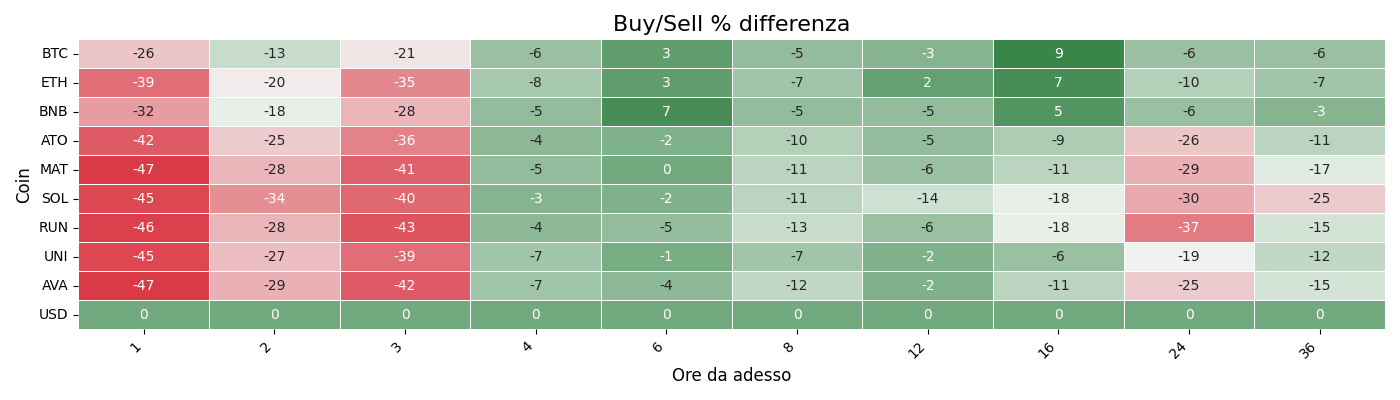 Buy/Sell % differenza
Coin
BTC -26 -13 -21 -6 3 -5 -3 9 -6 -6
ETH -39 -20 -35 -8 3 -7 2 7 -10 -7
BNB -32 -18 -28 -5 7 -5 -5 5 -6 -3
ATO -42 -25 -36 -4 -2 -10 -5 -9 -26 -11
MAT -47 -28 -41 -5 0 -11 -6 -11 -29 -17
SOL -45 -34 -40 -3 -2 -11 -14 -18 -30 -25
RUN -46 -28 -43 -4 -5 -13 -6 -18 -37 -15
UNI -45 -27 -39 -7 -1 -7 -2 -6 -19 -12
AVA -47 -29 -42 -7 -4 -12 -2 -11 -25 -15
USD 0 0 0 0 0 0 0 0 0 0
1 2 3 4 6 8 12 16 24 36
Ore da adesso